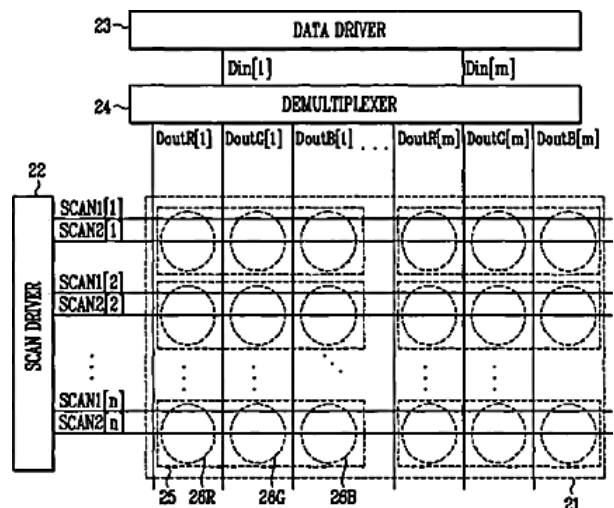 23
DATA DRIVER
Din[1]
Din[m]
24
DEMULTIPLEXER
DoutR[1] DoutG[1] DoutB[1] . . . DoutR[m] DoutG[m] DoutB[m]
22
SCAN DRIVER
SCAN1[1]
SCAN2[1]
SCAN1[2]
SCAN2[2]
SCAN1[n]
SCAN2[n]
25 26R 26G 26B 21